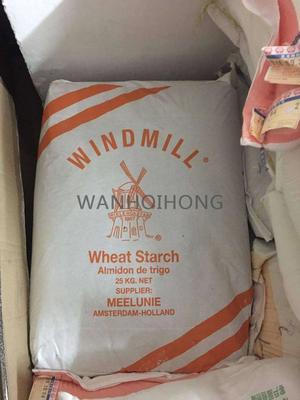 WINDMILL®
WANHOIHONG
Wheat Starch
Almidon de trigo
25 KG. NET
SUPPLIER:
MEELUNIE
AMSTERDAM-HOLLAND